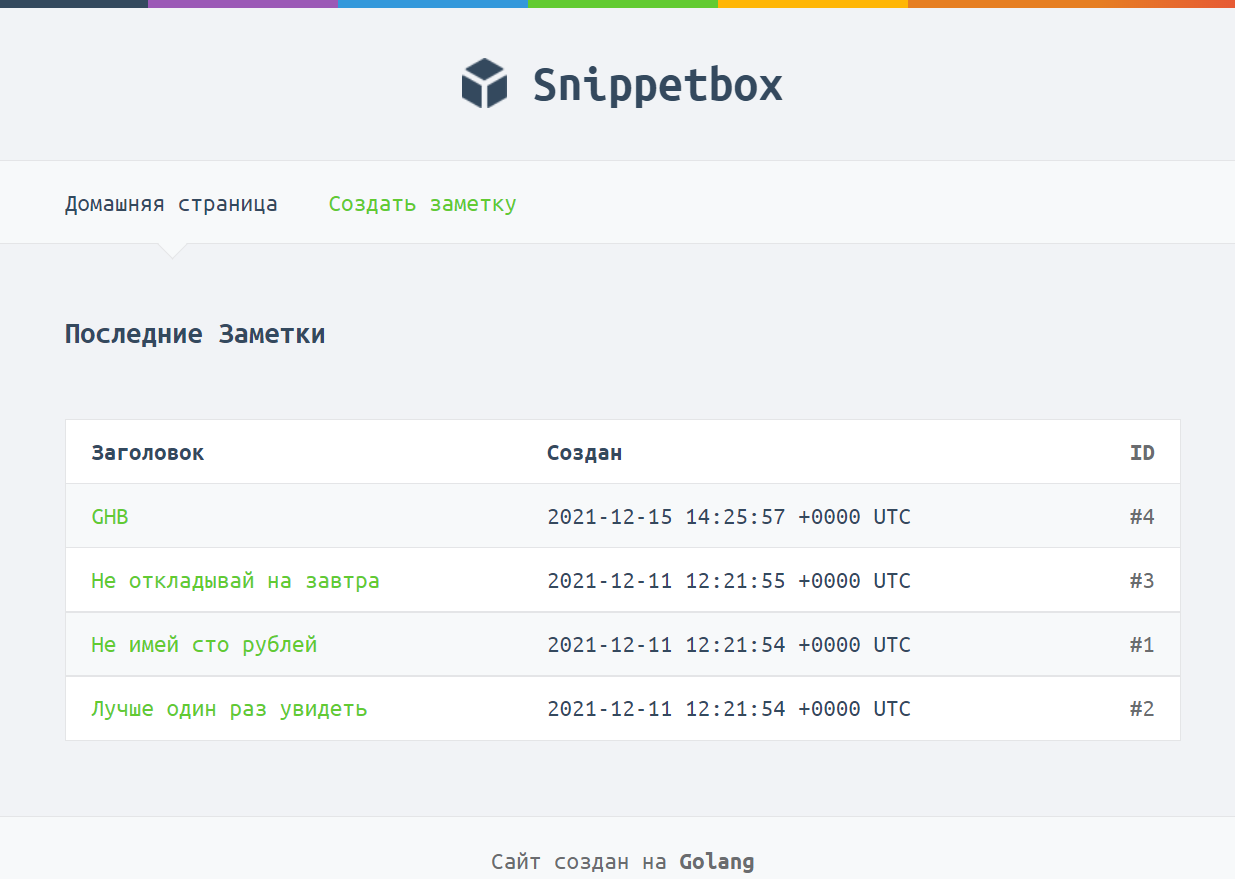 Snippetbox
Домашняя страница Создать заметку
Последние Заметки
Заголовок Создан ID
GHB 2021-12-15 14:25:57 +0000 UTC #4
Не откладывай на завтра 2021-12-11 12:21:55 +0000 UTC #3
Не имей сто рублей 2021-12-11 12:21:54 +0000 UTC #1
Лучше один раз увидеть 2021-12-11 12:21:54 +0000 UTC #2
Сайт создан на Golang